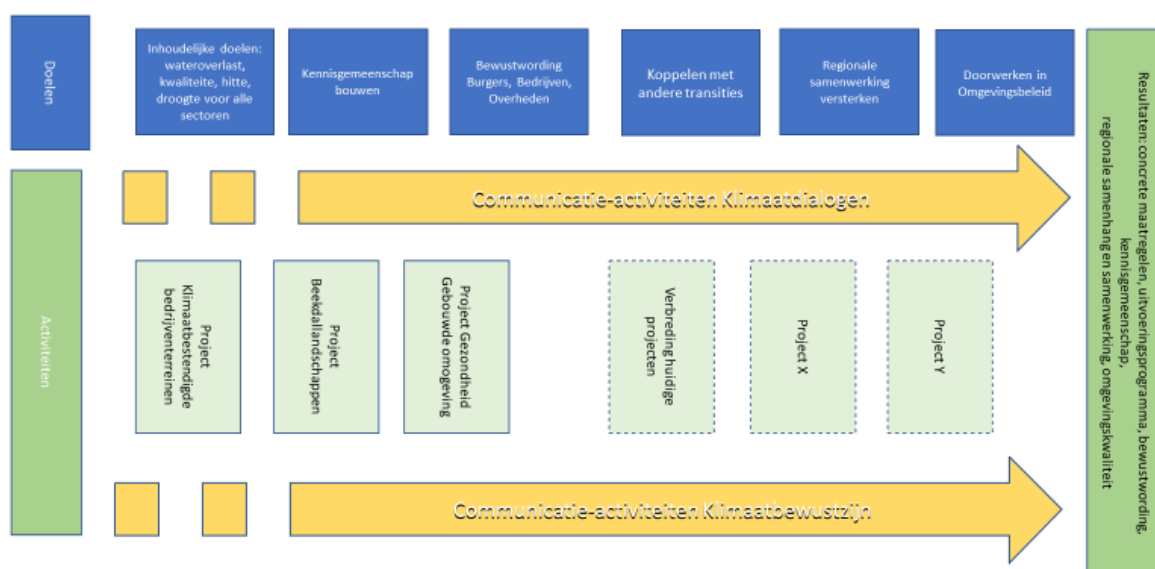 Doelen
Inhoudelijke doelen:
wateroverlast,
kwaliteite, hitte,
droogte voor alle
sectoren
Kennisgemeenschap
bouwen
Bewustwording
Burgers, Bedrijven,
Overheden
Koppelen met
andere transities
Regionale
samenwerking
versterken
Doorwerken in
Omgevingsbeleid
Communicatie-activiteiten Klimaatdialogen
Activiteiten
Project
Klimaatbestendigde
bedrijventerreinen
Project
Beekdallandschappen
Project Gezondheid
Gebouwde omogeving
Verbreding huidige
projecten
Project X
Project Y
Communicatie-activiteiten Klimaatbewustzijn
Resultaten: concrete maatregelen, uitvoeringsprogramma, bewustwording,
kennisgemeenschap,
regionale samenhang en samenwerking, omgevingskwaliteit